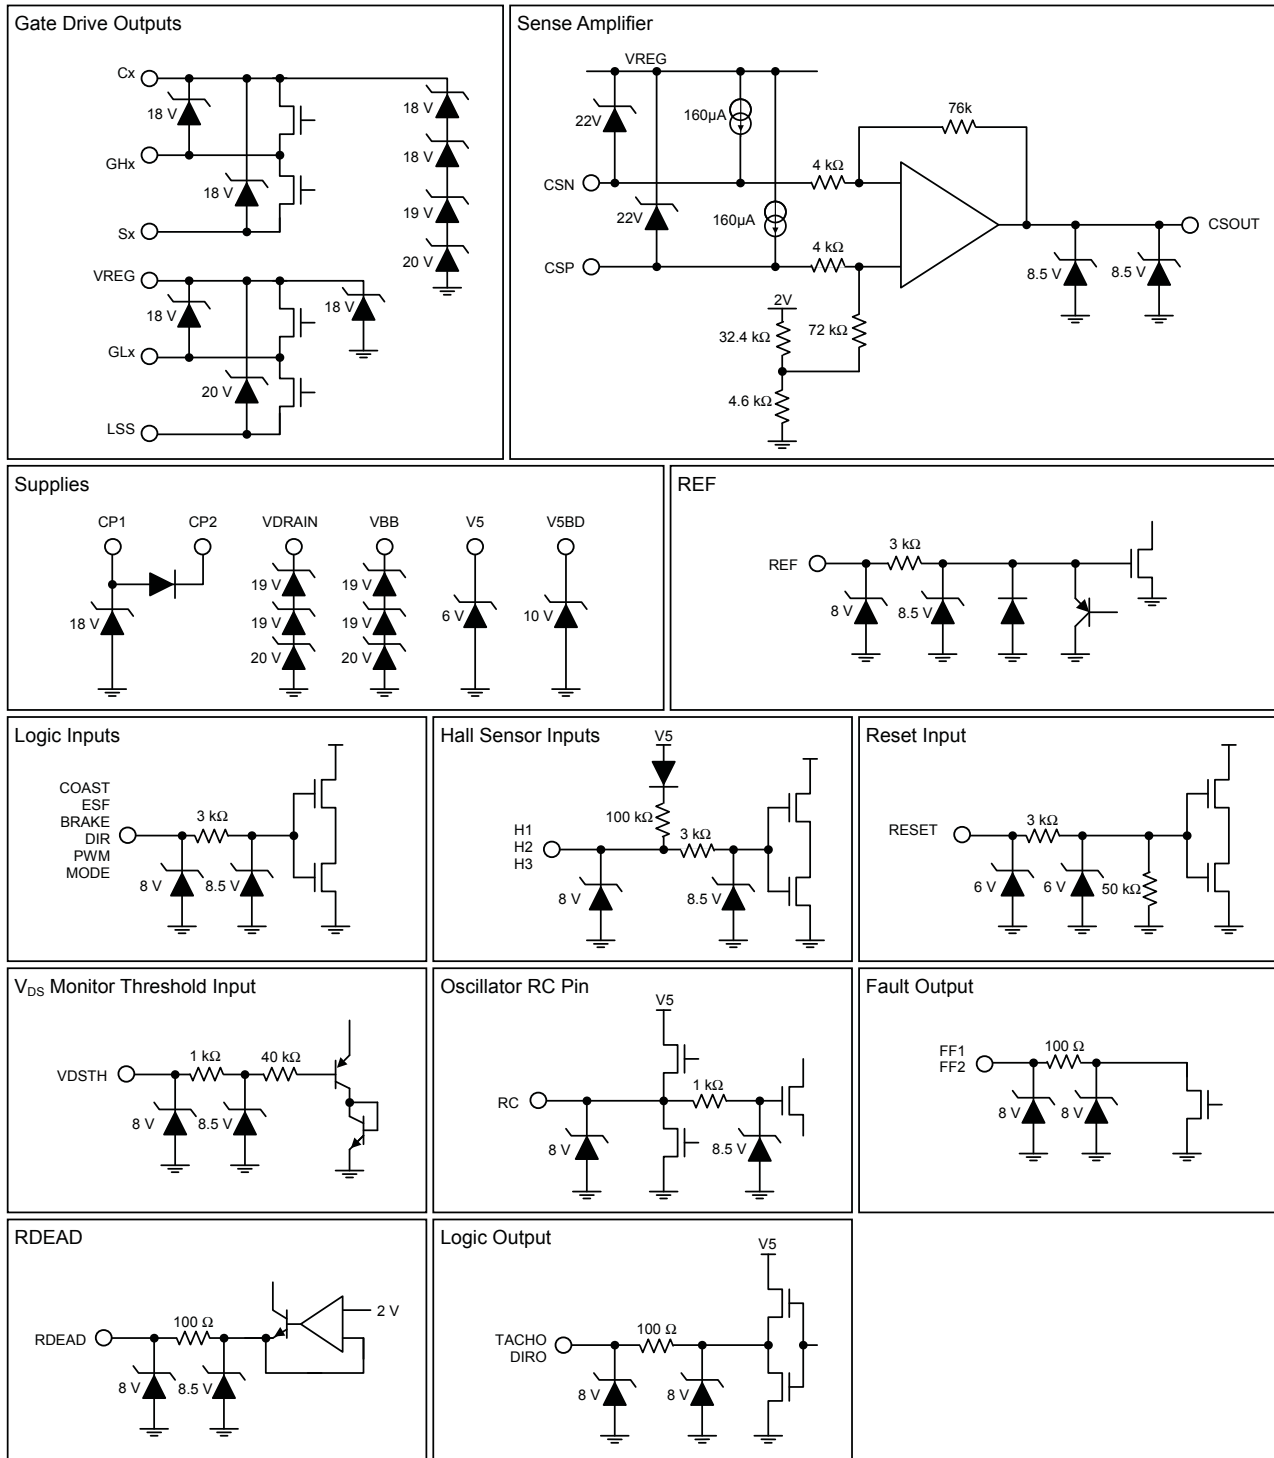 Gate Drive Outputs
Cx
18 V
GHx
18 V
Sx
18 V
18 V
19 V
20 V
VREG
18 V
18 V
GLx
20 V
LSS
Sense Amplifier
VREG
22V
160µA
76k
CSN
4 kΩ
22V
160µA
CSP
4 kΩ
CSOUT
8.5 V
8.5 V
2V
32.4 kΩ
72 kΩ
4.6 kΩ
Supplies
CP1
CP2
VDRAIN
VBB
V5
V5BD
18 V
19 V
19 V
20 V
19 V
19 V
20 V
6 V
10 V
REF
REF
3 kΩ
8 V
8.5 V
Logic Inputs
COAST
ESF
BRAKE
DIR
PWM
MODE
3 kΩ
8 V
8.5 V
Hall Sensor Inputs
V5
100 kΩ
3 kΩ
H1
H2
H3
8 V
8.5 V
Reset Input
RESET
3 kΩ
6 V
6 V
50 kΩ
VDS Monitor Threshold Input
VDSTH
1 kΩ
40 kΩ
8 V
8.5 V
Oscillator RC Pin
V5
RC
1 kΩ
8 V
8.5 V
Fault Output
FF1
FF2
100 Ω
8 V
8 V
RDEAD
RDEAD
100 Ω
2 V
8 V
8.5 V
Logic Output
V5
TACHO
DIRO
100 Ω
8 V
8 V